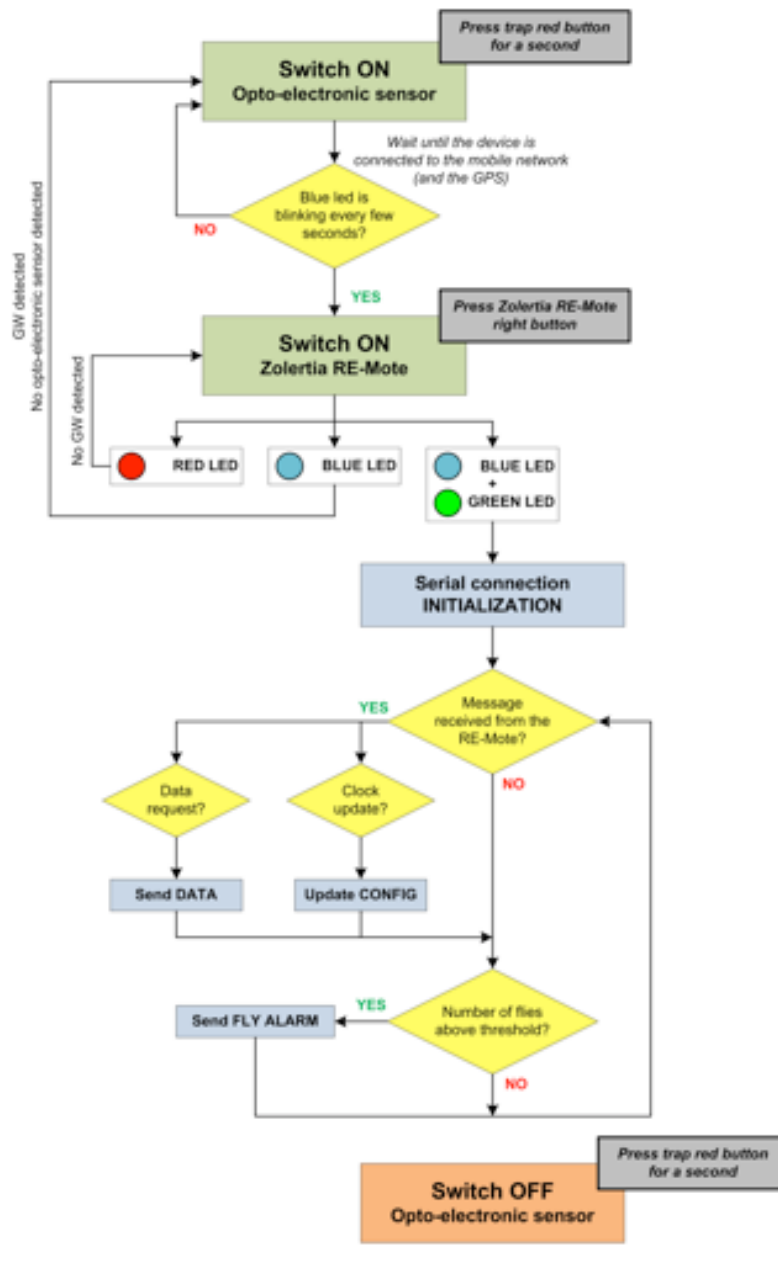 Press trap red button
for a second
Switch ON
Opto-electronic sensor
Wait until the device is
connected to the mobile network
(and the GPS)
Blue led is
blinking every few
seconds?
NO
YES
GW detected
No opto-electronic sensor detected
Press Zolertia RE-Mote
right button
Switch ON
Zolertia RE-Mote
No GW detected
RED LED
BLUE LED
BLUE LED
+
GREEN LED
Serial connection
INITIALIZATION
Message
received from the
RE-Mote?
YES
NO
Data
request?
Clock
update?
Send DATA
Update CONFIG
Number of flies
above threshold?
YES
Send FLY ALARM
NO
Press trap red button
for a second
Switch OFF
Opto-electronic sensor